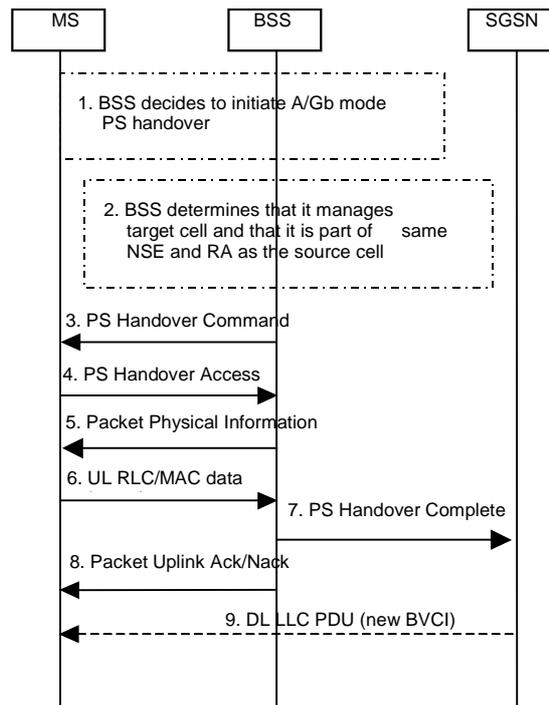 MS BSS SGSN
1. BSS decides to initiate A/Gb mode
PS handover
2. BSS determines that it manages
target cell and that it is part of same
NSE and RA as the source cell
3. PS Handover Command
4. PS Handover Access
5. Packet Physical Information
6. UL RLC/MAC data
7. PS Handover Complete
8. Packet Uplink Ack/Nack
9. DL LLC PDU (new BVCI)